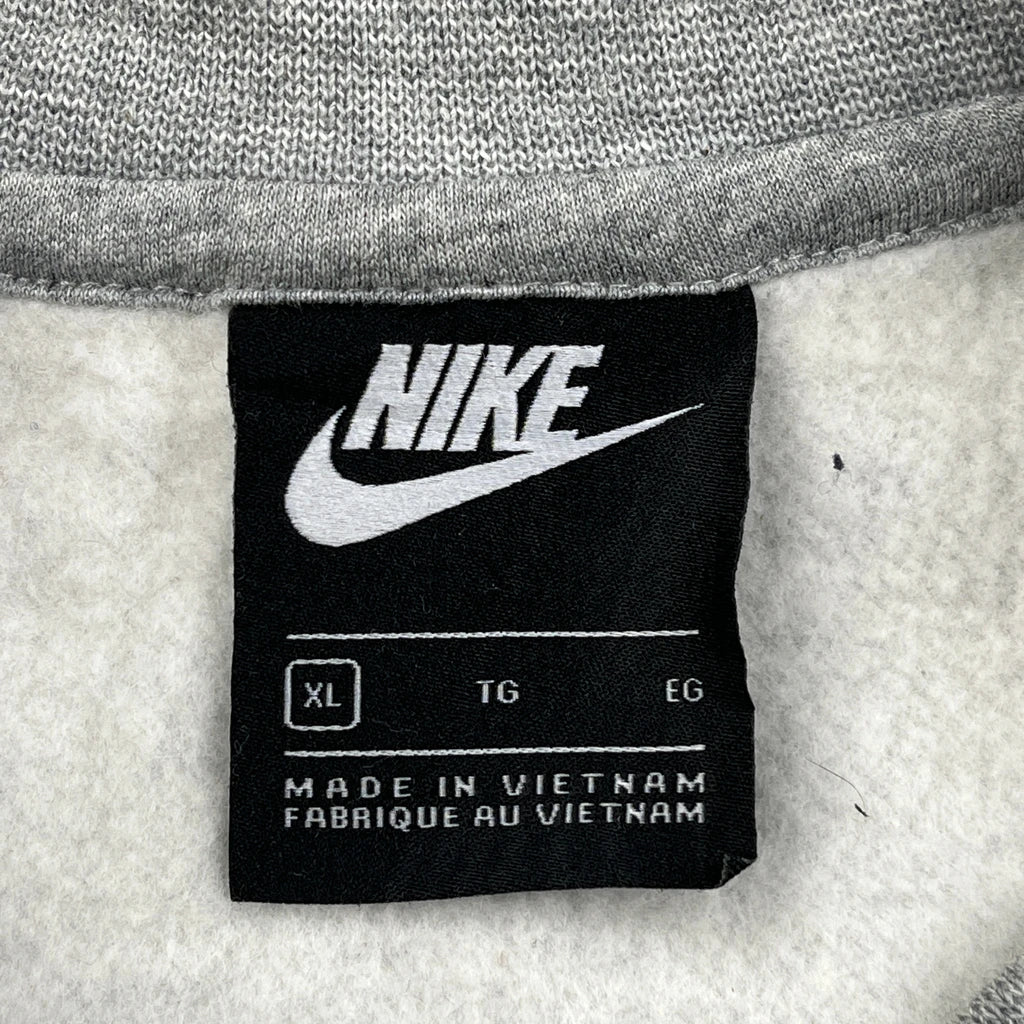 NIKE
XL TG EG
MADE IN VIETNAM
FABRIQUE AU VIETNAM